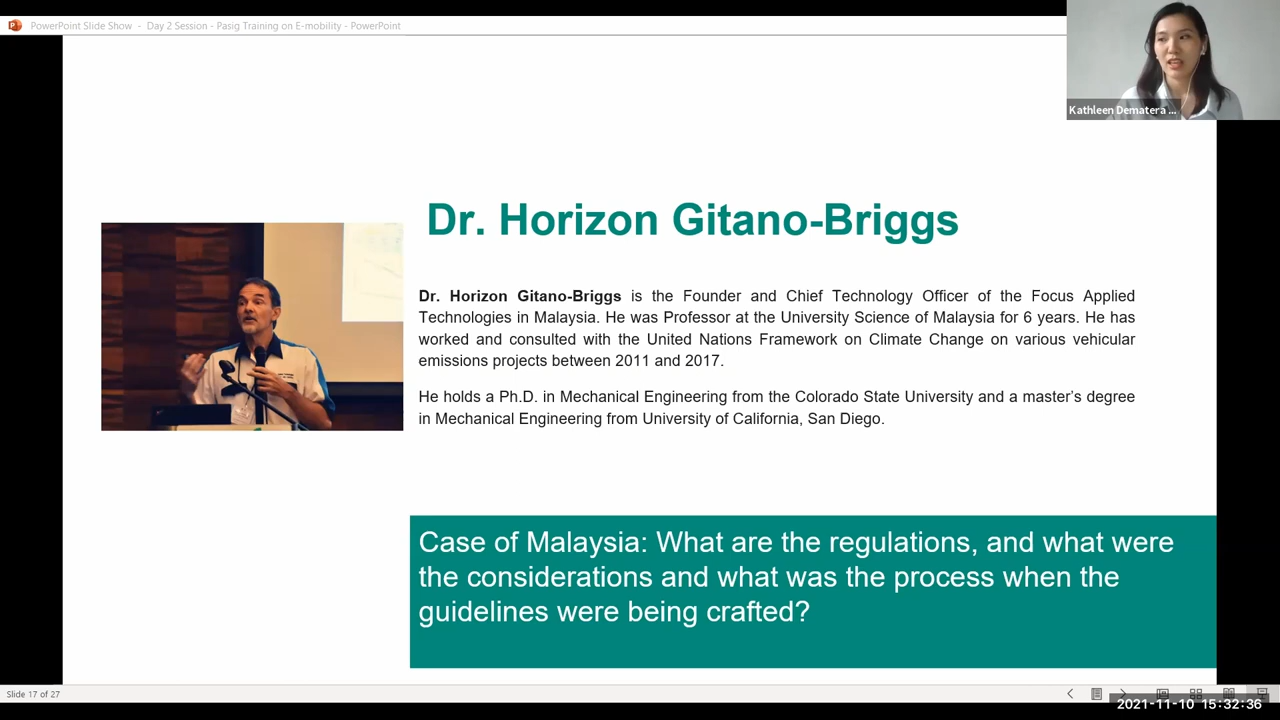 PowerPoint Slide Show - Day 2 Session - Pasig Training on E-mobility - PowerPoint
Kathleen Dematera ...
Dr. Horizon Gitano-Briggs
Dr. Horizon Gitano-Briggs is the Founder and Chief Technology Officer of the Focus Applied
Technologies in Malaysia. He was Professor at the University Science of Malaysia for 6 years. He has
worked and consulted with the United Nations Framework on Climate Change on various vehicular
emissions projects between 2011 and 2017.
He holds a Ph.D. in Mechanical Engineering from the Colorado State University and a master's degree
in Mechanical Engineering from University of California, San Diego.
Case of Malaysia: What are the regulations, and what were
the considerations and what was the process when the
guidelines were being crafted?
Slide 17 of 27
2021-11-10 15:32:36